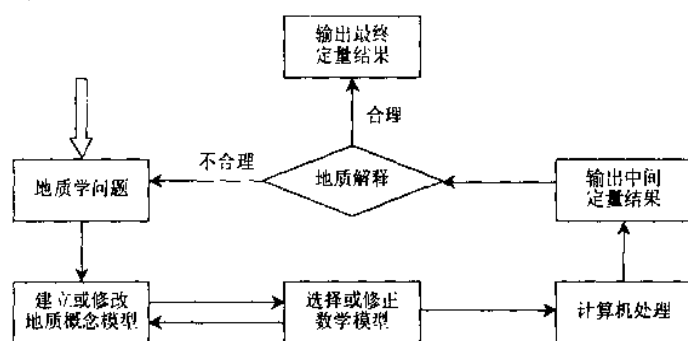 输出最终
定量结果
合理
不合理
地质学问题
地质解释
输出中间
定量结果
建立或修改
地质概念模型
选择或修正
数学模型
计算机处理